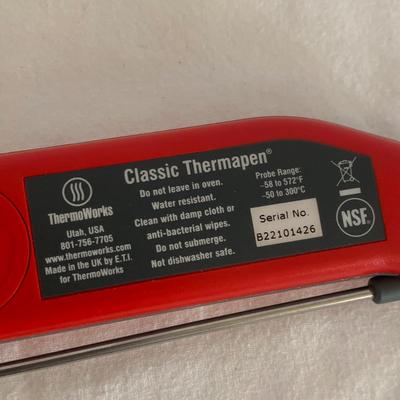 Classic Thermapen®
ThermoWorks
Utah, USA
801-756-7705
www.thermoworks.com
Made in the UK by E.T.I.
for ThermoWorks
Do not leave in oven.
Water resistant.
Clean with damp cloth or
anti-bacterial wipes.
Do not submerge.
Not dishwasher safe.
Probe Range:
–58 to 572°F
–50 to 300°C
Serial No.
B22101426
NSF